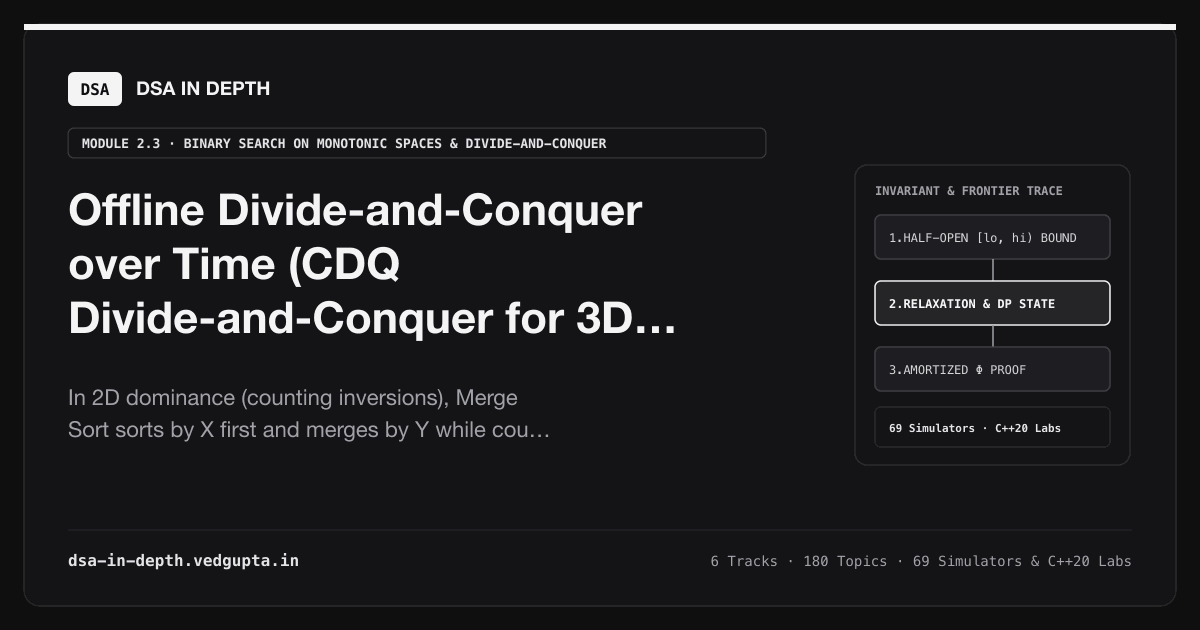 DSA
DSA IN DEPTH
MODULE 2.3 · BINARY SEARCH ON MONOTONIC SPACES & DIVIDE-AND-CONQUER
Offline Divide-and-Conquer
over Time (CDQ
Divide-and-Conquer for 3D...
In 2D dominance (counting inversions), Merge
Sort sorts by X first and merges by Y while cou...
INVARIANT & FRONTIER TRACE
1.HALF-OPEN [lo, hi) BOUND
2.RELAXATION & DP STATE
3.AMORTIZED Φ PROOF
69 Simulators · C++20 Labs
dsa-in-depth.vedgupta.in
6 Tracks · 180 Topics · 69 Simulators & C++20 Labs